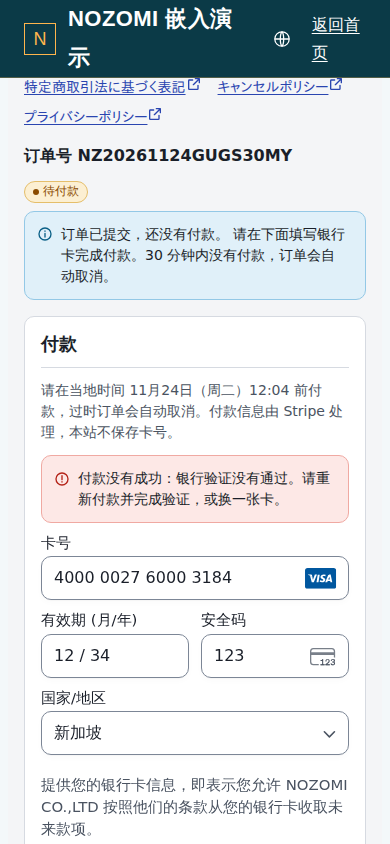 N
NOZOMI 嵌入演
示
返回首
页
特定商取引法に基づく表記
キャンセルポリシー
プライバシーポリシー
订单号 NZ20261124GUGS30MY
待付款
订单已提交，还没有付款。 请在下面填写银行
卡完成付款。30 分钟内没有付款，订单会自
动取消。
付款
请在当地时间 11月24日（周二）12:04 前付
款，过时订单会自动取消。付款信息由 Stripe 处
理，本站不保存卡号。
付款没有成功：银行验证没有通过。请重
新付款并完成验证，或换一张卡。
卡号
4000 0027 6000 3184
VISA
有效期 (月/年)
安全码
12 / 34
123
123
国家/地区
新加坡
提供您的银行卡信息，即表示您允许 NOZOMI
CO.,LTD 按照他们的条款从您的银行卡收取未
来款项。